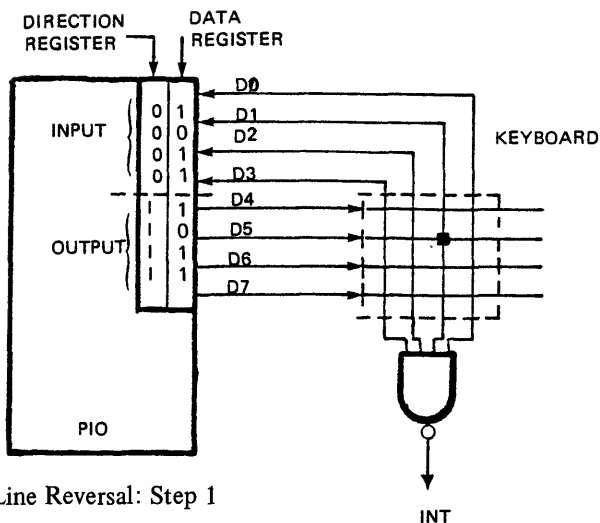 DIRECTION
REGISTER
DATA
REGISTER
D0
0 1
D1
INPUT
0 0
D2
KEYBOARD
0 1
D3
0 1
D4
1 1
D5
OUTPUT
1 0
D6
1 1
D7
1 1
PIO
Line Reversal: Step 1
INT